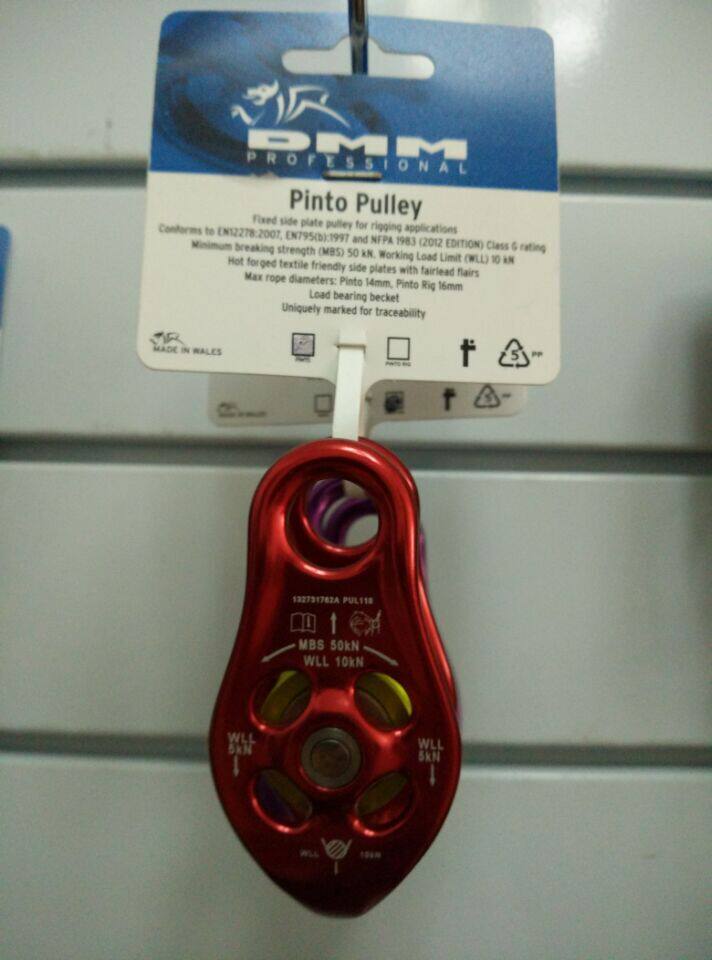 DMM
PROFESSIONAL
Pinto Pulley
Fixed side plate pulley for rigging applications
Conforms to EN12278:2007, EN795(b):1997 and NFPA 1983 (2012 EDITION) Class G rating
Minimum breaking strength (MBS) 50 kN, Working Load Limit (WLL) 10 kN
Hot forged textile friendly side plates with fairlead flairs
Max rope diameters: Pinto 14mm, Pinto Rig 16mm
Load bearing becket
Uniquely marked for traceability
MADE IN WALES
PINTO
PINTO RIG
5
PP
MADE IN WALES
132731762A PUL110
MBS 50kN
WLL 10kN
WLL
5kN
WLL
5kN
WLL
10kN